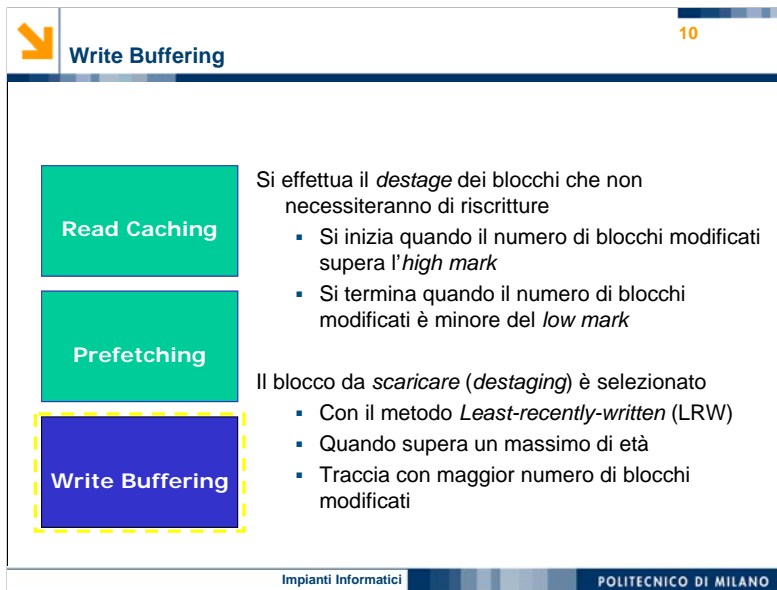 10
Write Buffering
Read Caching
Prefetching
Write Buffering
Si effettua il destage dei blocchi che non
necessiteranno di riscritture
▪ Si inizia quando il numero di blocchi modificati
supera l'high mark
▪ Si termina quando il numero di blocchi
modificati è minore del low mark
Il blocco da scaricare (destaging) è selezionato
▪ Con il metodo Least-recently-written (LRW)
▪ Quando supera un massimo di età
▪ Traccia con maggior numero di blocchi
modificati
Impianti Informatici
POLITECNICO DI MILANO